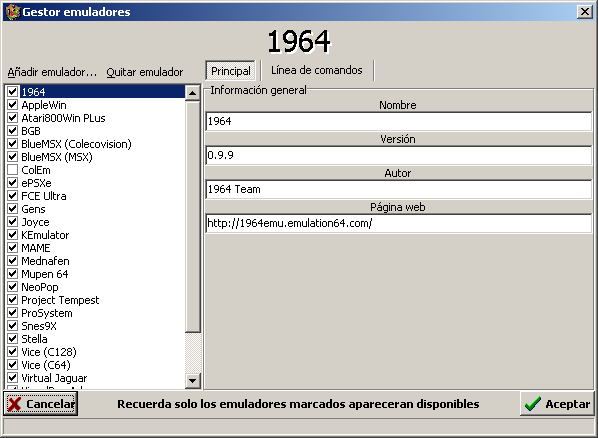 Gestor emuladores
1964
Añadir emulador... Quitar emulador
Principal
Línea de comandos
1964
AppleWin
Atari800Win PLus
BGB
BlueMSX (Colecovision)
BlueMSX (MSX)
ColEm
ePSXe
FCE Ultra
Gens
Joyce
KEmulator
MAME
Mednafen
Mupen 64
NeoPop
Project Tempest
ProSystem
Snes9X
Stella
Vice (C128)
Vice (C64)
Virtual Jaguar
Información general
Nombre
1964
Versión
0.9.9
Autor
1964 Team
Página web
http://1964emu.emulation64.com/
Cancelar
Recuerda solo los emuladores marcados apareceran disponibles
Aceptar